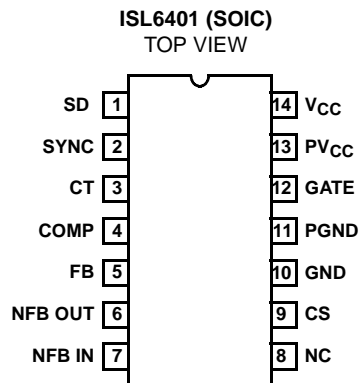 ISL6401 (SOIC)
TOP VIEW
SD 1 14 VCC
SYNC 2 13 PVCC
CT 3 12 GATE
COMP 4 11 PGND
FB 5 10 GND
NFB OUT 6 9 CS
NFB IN 7 8 NC